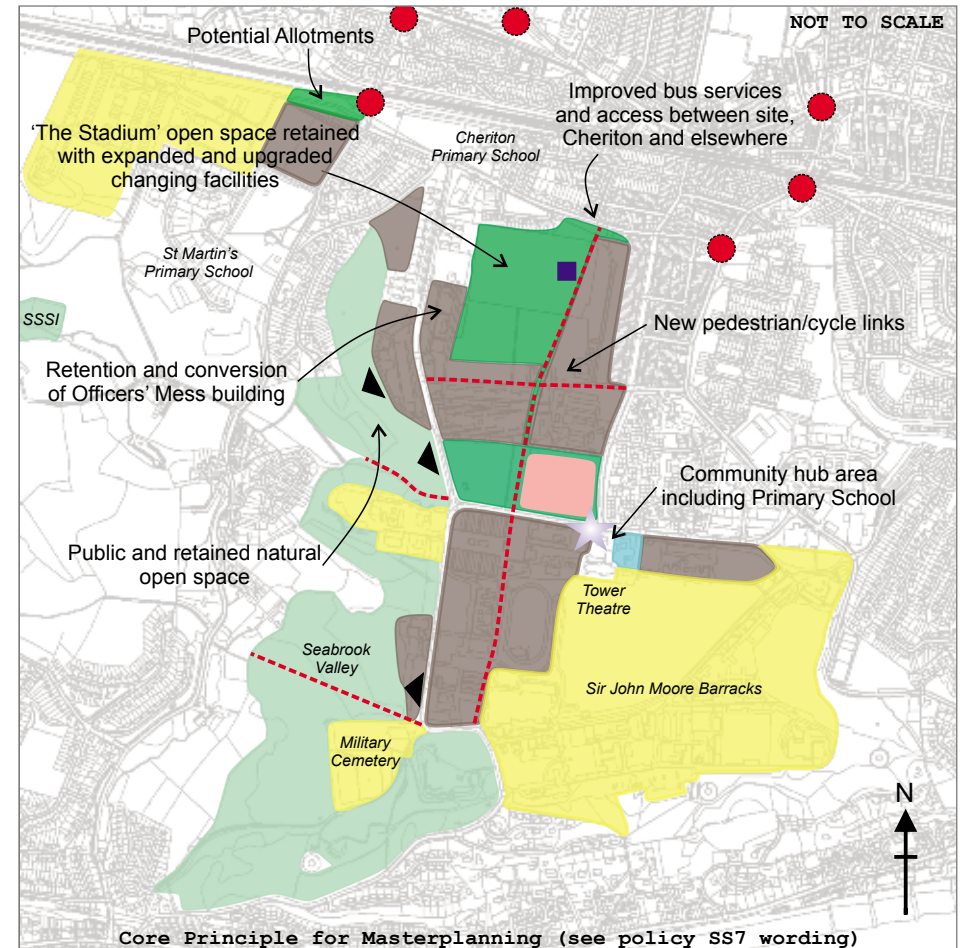 NOT TO SCALE
Potential Allotments
Improved bus services
and access between site,
Cheriton and elsewhere
'The Stadium' open space retained
with expanded and upgraded
changing facilities
Cheriton
Primary School
St Martin's
Primary School
SSSI
New pedestrian/cycle links
Retention and conversion
of Officers' Mess building
Community hub area
including Primary School
Public and retained natural
open space
Tower
Theatre
Seabrook
Valley
Sir John Moore Barracks
Military
Cemetery
N
Core Principle for Masterplanning (see policy SS7 wording)